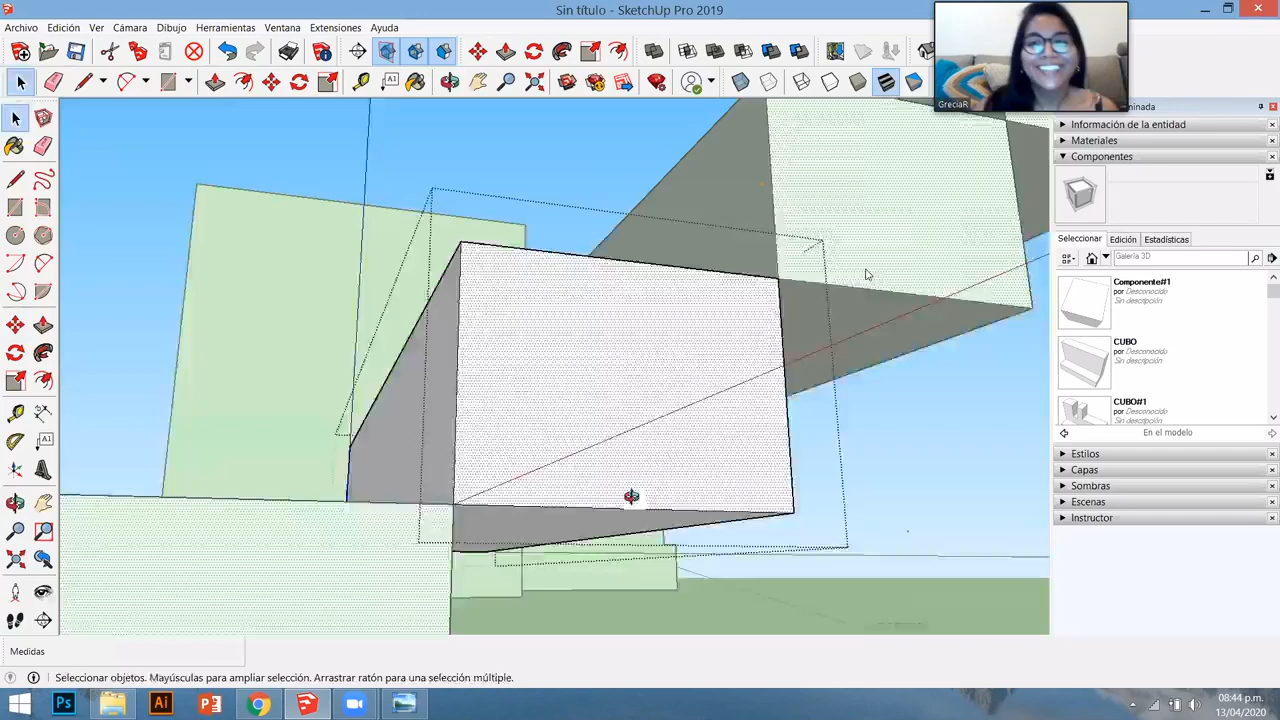 Sin título - SketchUp Pro 2019
Archivo Edición Ver Cámara Dibujo Herramientas Ventana Extensiones Ayuda
GreciaR
Información de la entidad
Materiales
Componentes
Seleccionar Edición Estadísticas
Galería 3D
Componente#1
por Desconocido
Sin descripción
CUBO
por Desconocido
Sin descripción
CUBO#1
por Desconocido
En el modelo
Estilos
Capas
Sombras
Escenas
Instructor
Medidas
Seleccionar objetos. Mayúsculas para ampliar selección. Arrastrar ratón para una selección múltiple.
08:44 p.m.
13/04/2020